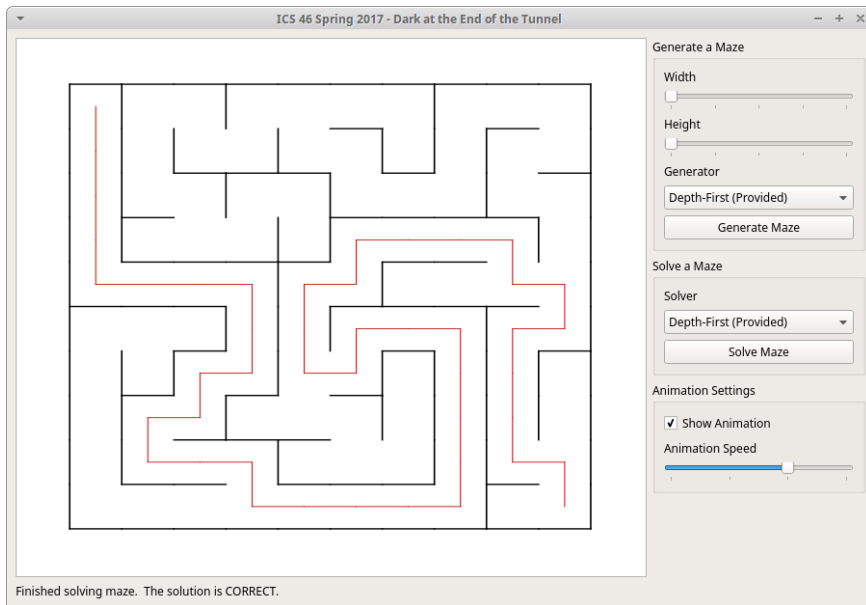 ICS 46 Spring 2017 - Dark at the End of the Tunnel
Generate a Maze
Width
Height
Generator
Depth-First (Provided)
Generate Maze
Solve a Maze
Solver
Depth-First (Provided)
Solve Maze
Animation Settings
Show Animation
Animation Speed
Finished solving maze.  The solution is CORRECT.